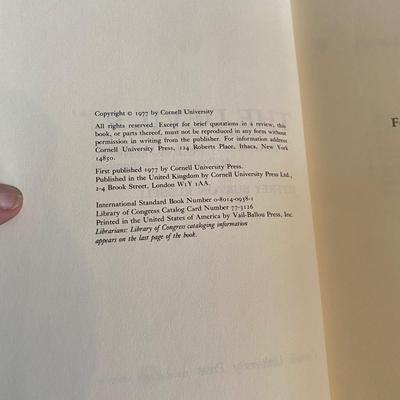 Copyright © 1977 by Cornell University
All rights reserved. Except for brief quotations in a review, this
book, or parts thereof, must not be reproduced in any form without
permission in writing from the publisher. For information address
Cornell University Press, 124 Roberts Place, Ithaca, New York
14850.
First published 1977 by Cornell University Press.
Published in the United Kingdom by Cornell University Press Ltd.,
2-4 Brook Street, London W1Y 1AA.
International Standard Book Number 0-8014-0938-1
Library of Congress Catalog Card Number 77-3126
Printed in the United States of America by Vail-Ballou Press, Inc.
Librarians: Library of Congress cataloging information
appears on the last page of the book.